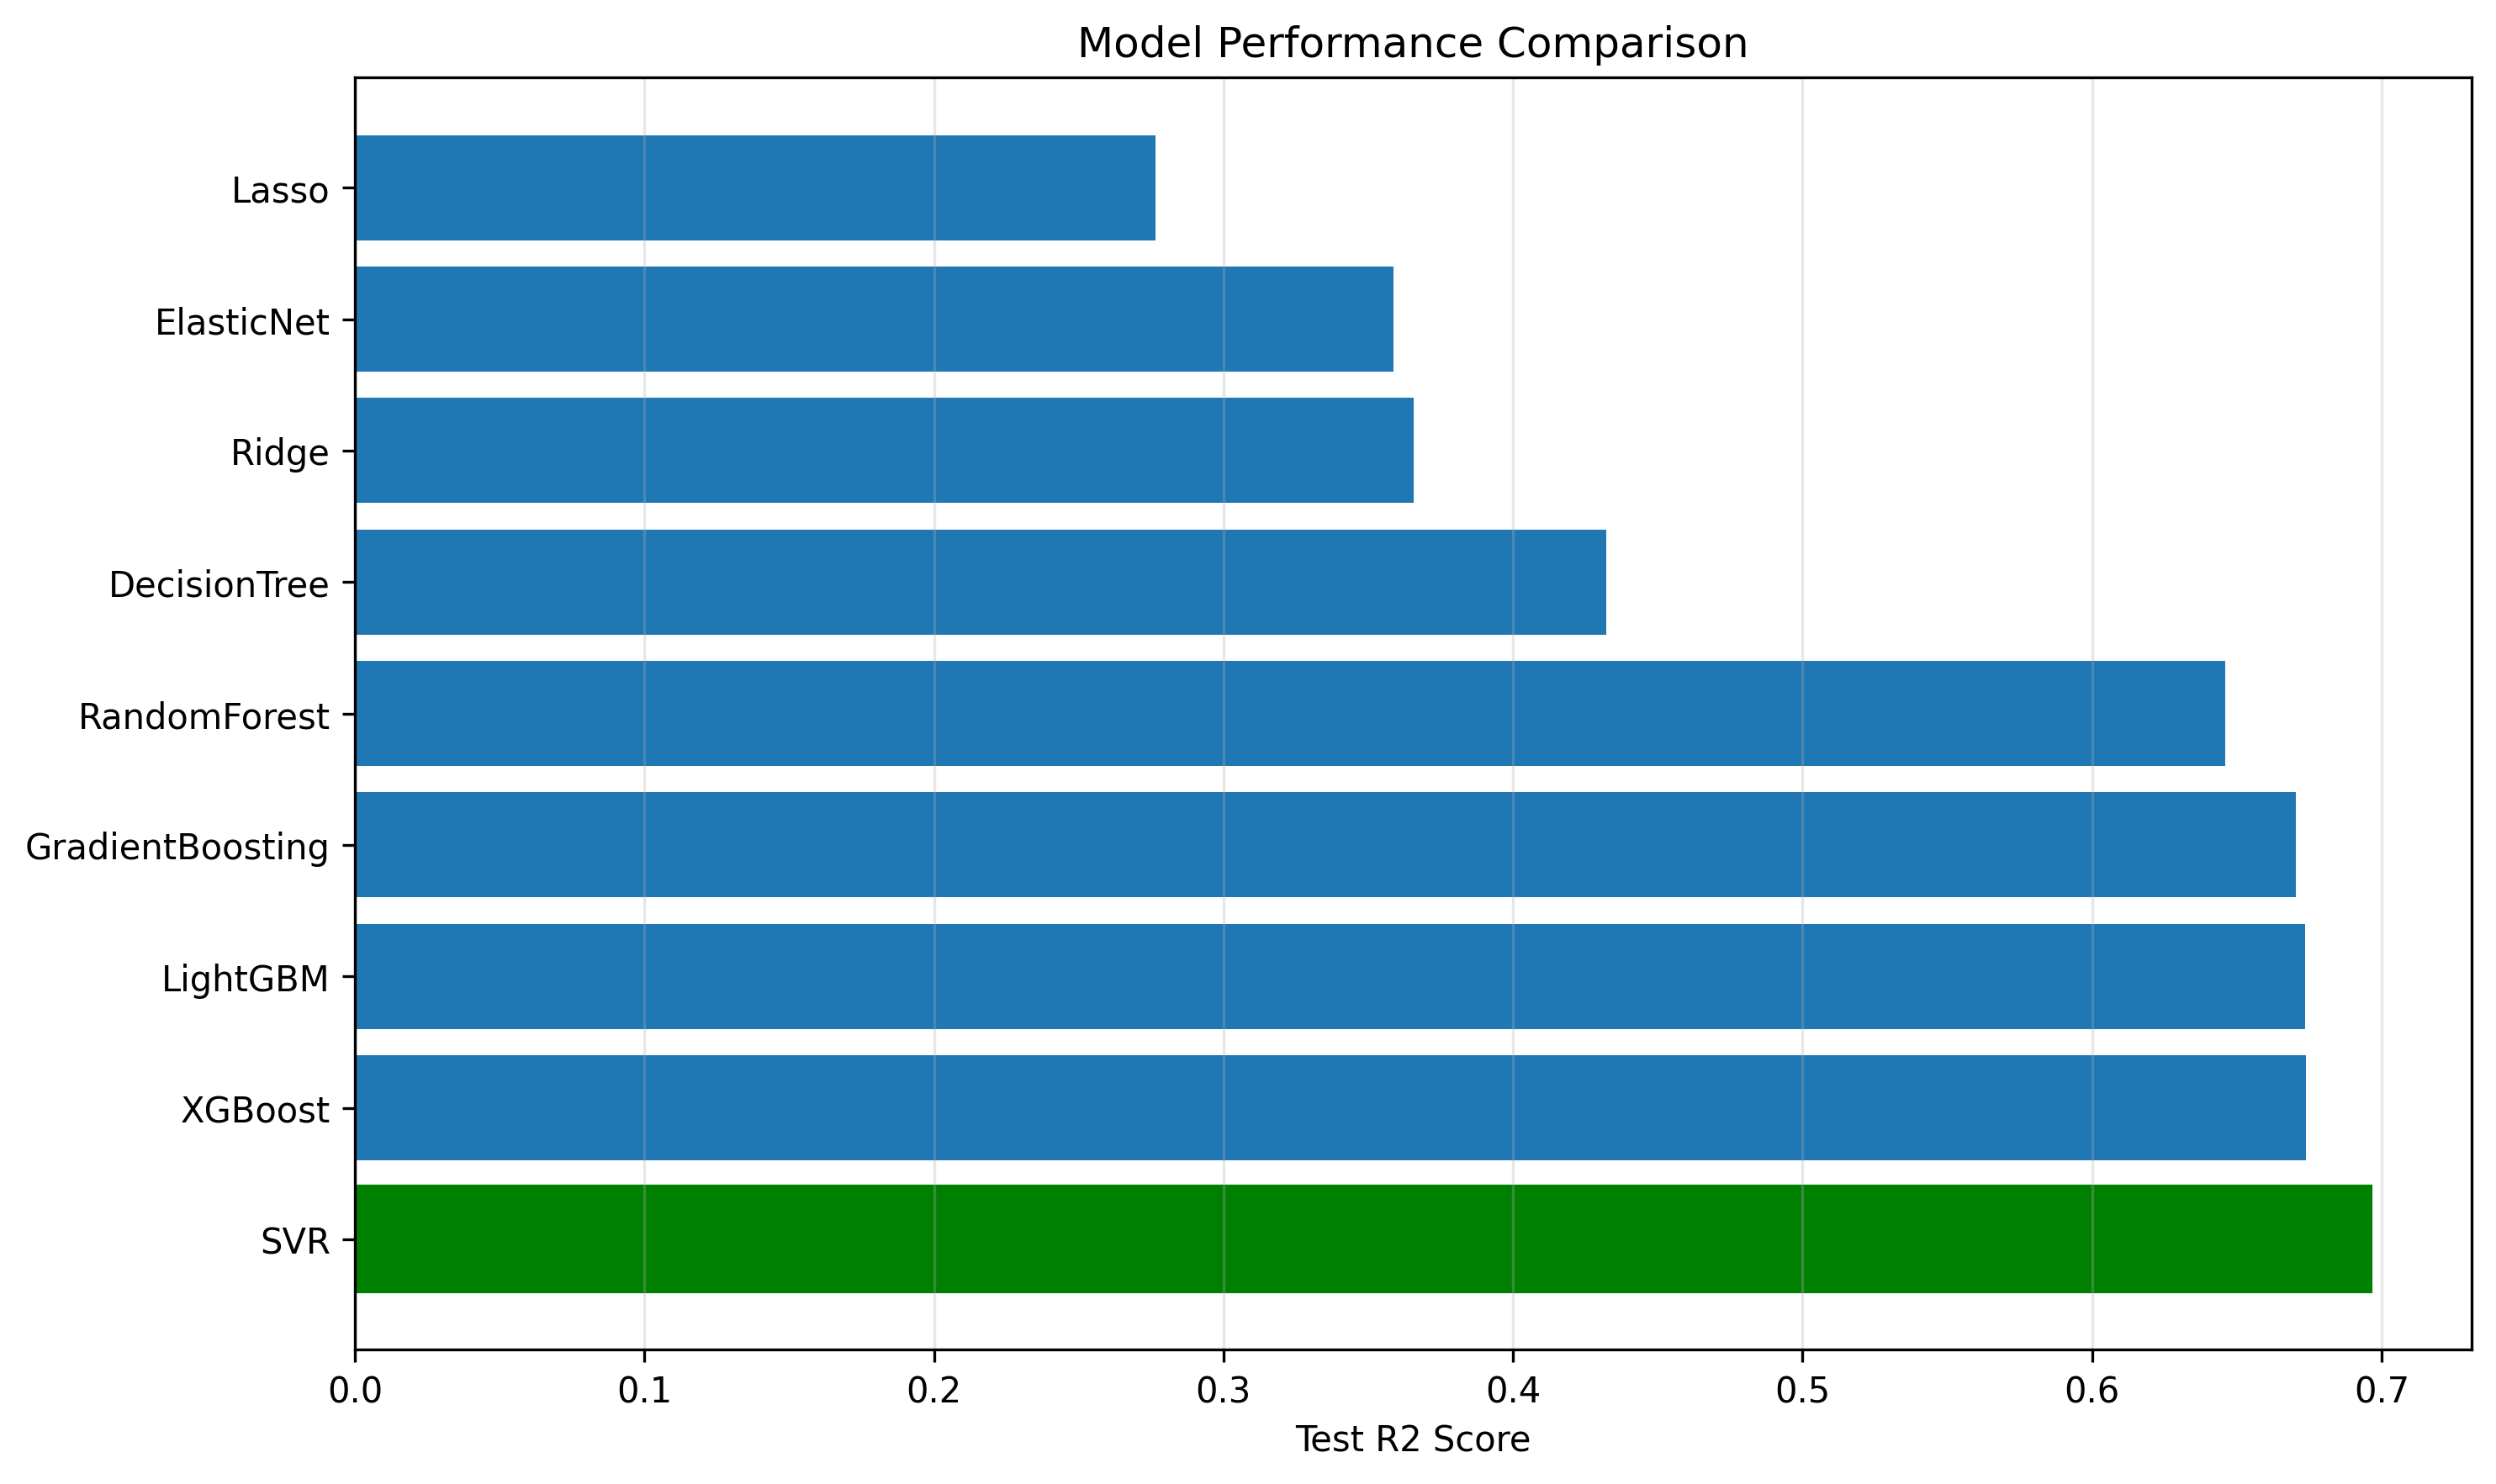 Model Performance Comparison
Lasso
ElasticNet
Ridge
DecisionTree
RandomForest
GradientBoosting
LightGBM
XGBoost
SVR
0.0 0.1 0.2 0.3 0.4 0.5 0.6 0.7
Test R2 Score